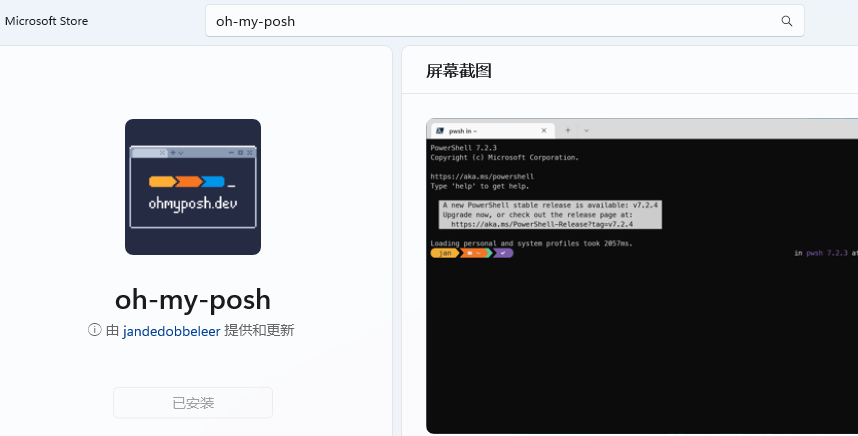 Microsoft Store
oh-my-posh
屏幕截图
ohmyposh.dev
oh-my-posh
由 jandedobbeleer 提供和更新
已安装
pwsh in ~
PowerShell 7.2.3
Copyright (c) Microsoft Corporation.
https://aka.ms/powershell
Type 'help' to get help.
A new PowerShell stable release is available: v7.2.4
Upgrade now, or check out the release page at:
https://aka.ms/PowerShell-Release?tag=v7.2.4
Loading personal and system profiles took 2057ms.
jan ~ in pwsh 7.2.3 at